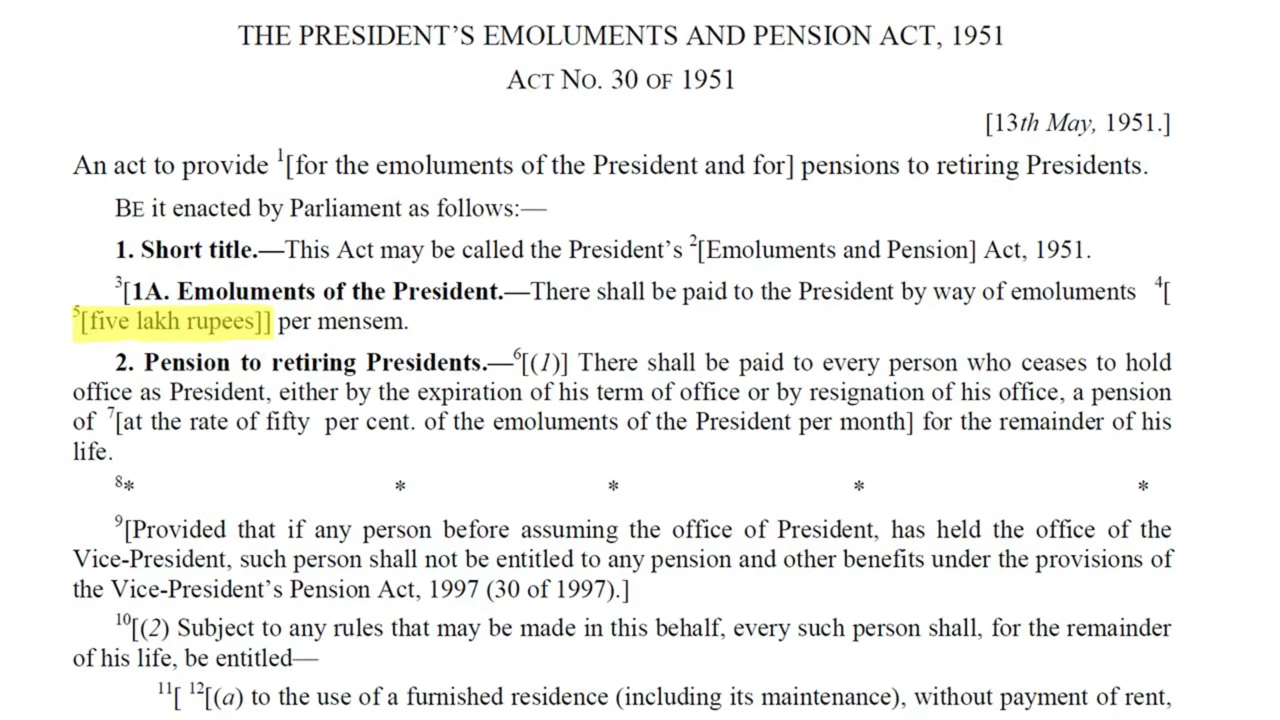 THE PRESIDENT’S EMOLUMENTS AND PENSION ACT, 1951
ACT NO. 30 OF 1951
[13th May, 1951.]
An act to provide 1[for the emoluments of the President and for] pensions to retiring Presidents.
BE it enacted by Parliament as follows:—
1. Short title.—This Act may be called the President’s 2[Emoluments and Pension] Act, 1951.
3[1A. Emoluments of the President.—There shall be paid to the President by way of emoluments 4[
5[five lakh rupees]] per mensem.
2. Pension to retiring Presidents.—6[(1)] There shall be paid to every person who ceases to hold
office as President, either by the expiration of his term of office or by resignation of his office, a pension
of 7[at the rate of fifty per cent. of the emoluments of the President per month] for the remainder of his
life.
8* * * * *
9[Provided that if any person before assuming the office of President, has held the office of the
Vice-President, such person shall not be entitled to any pension and other benefits under the provisions of
the Vice-President’s Pension Act, 1997 (30 of 1997).]
10[(2) Subject to any rules that may be made in this behalf, every such person shall, for the remainder
of his life, be entitled—
11[ 12[(a) to the use of a furnished residence (including its maintenance), without payment of rent,